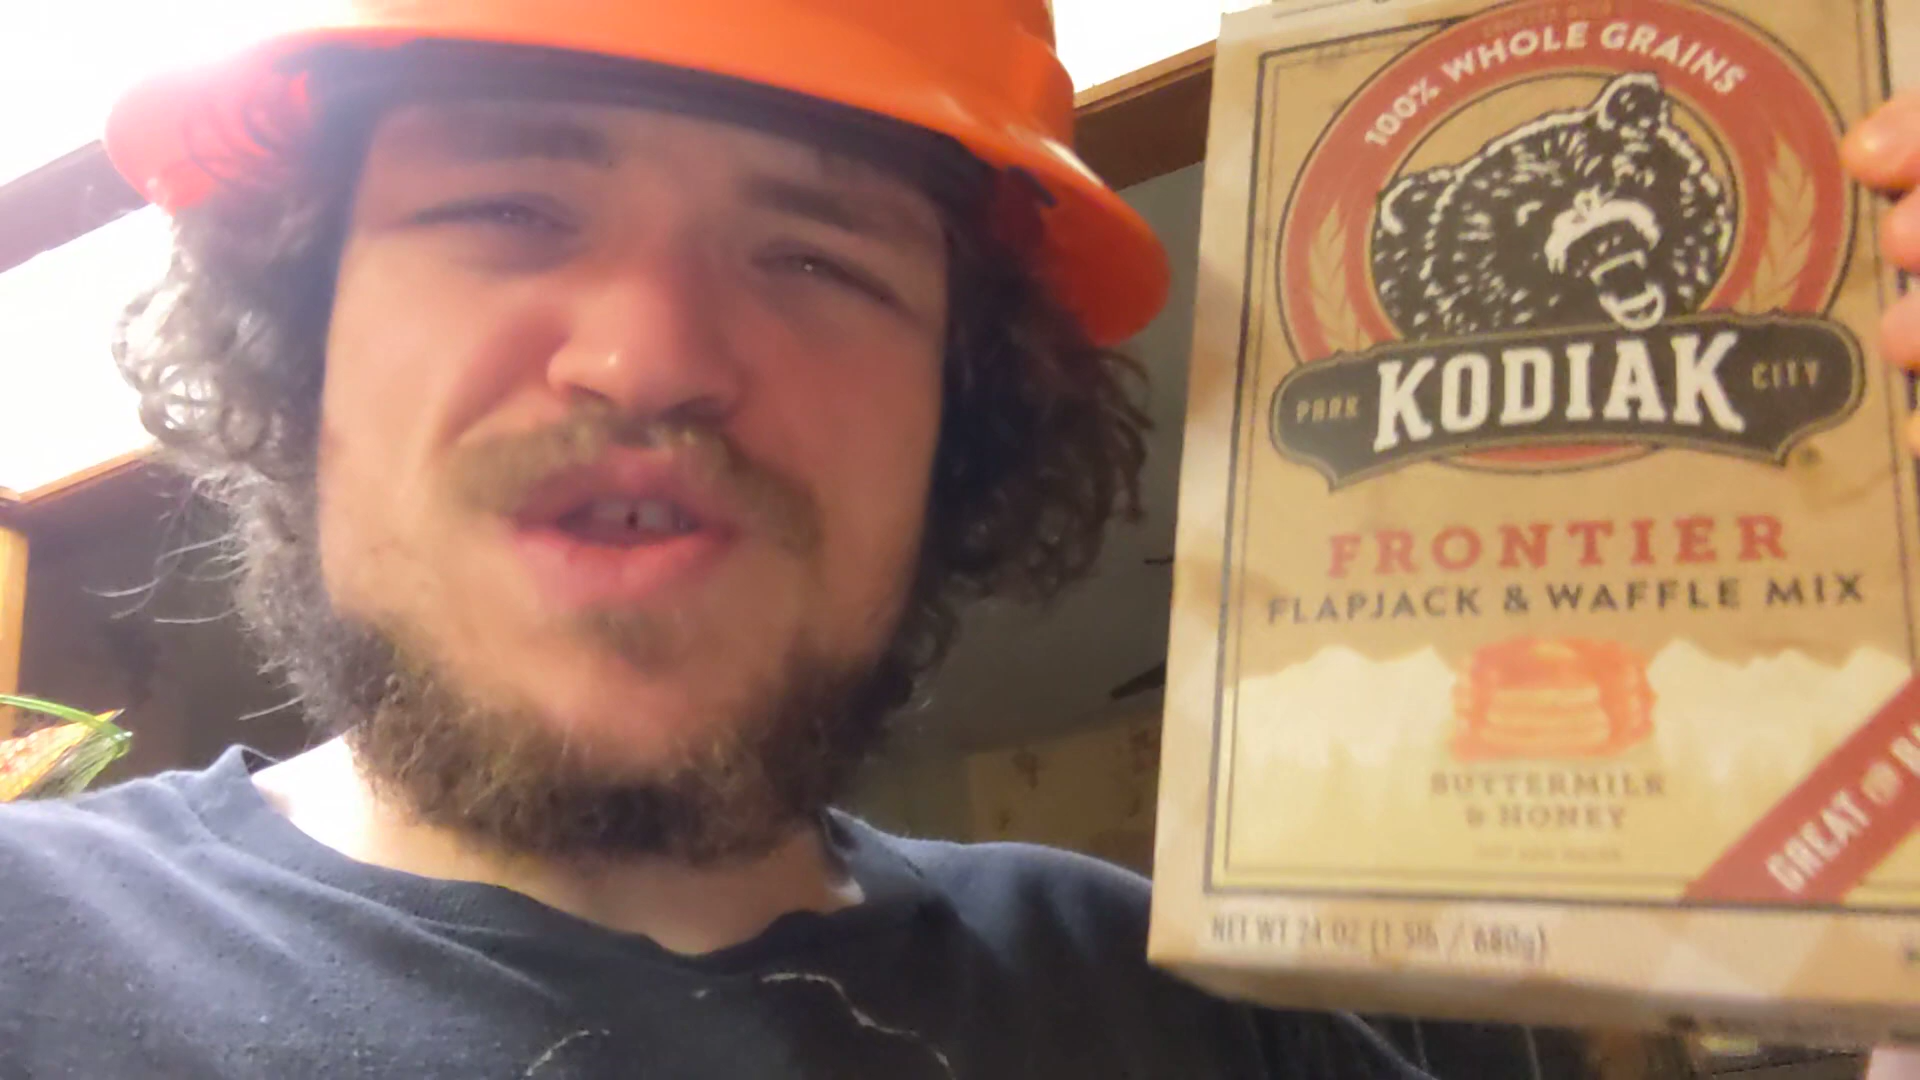 100% WHOLE GRAINS
PARK KODIAK CITY
FRONTIER
FLAPJACK & WAFFLE MIX
BUTTERMILK
& HONEY
GREAT
NET WT 24 OZ (1.5lb / 680g)